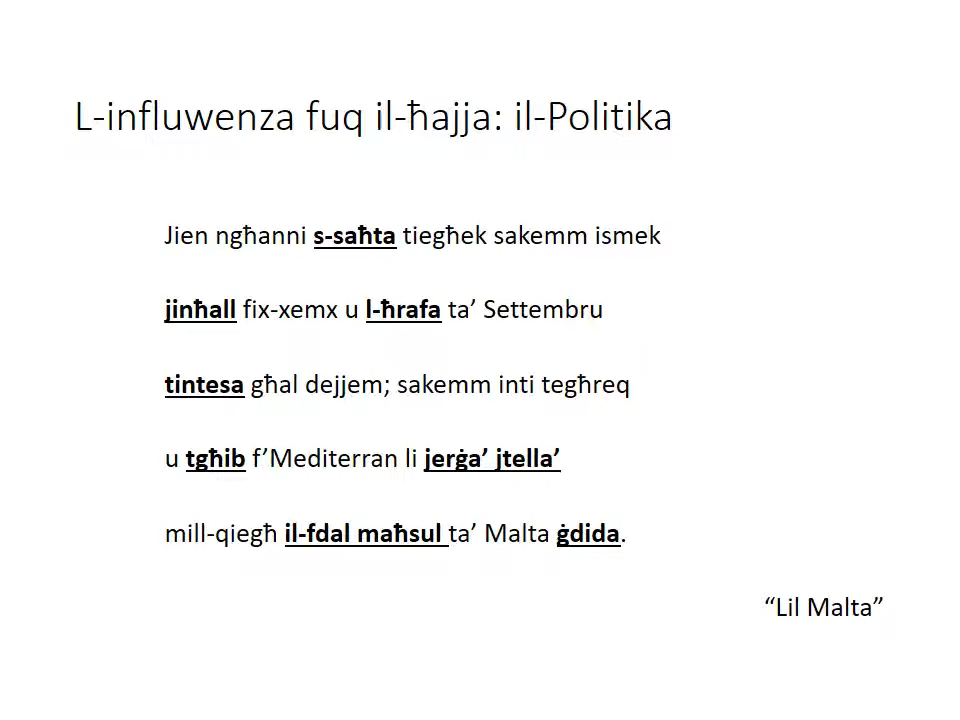 L-influwenza fuq il-ħajja: il-Politika
Jien ngħanni s-saħta tiegħek sakemm ismek
jinħall fix-xemx u l-ħrafa ta’ Settembru
tintesa għal dejjem; sakemm inti tegħreq
u tgħib f’Mediterran li jerġa’ jtella’
mill-qiegħ il-fdal maħsul ta’ Malta ġdida.
“Lil Malta”